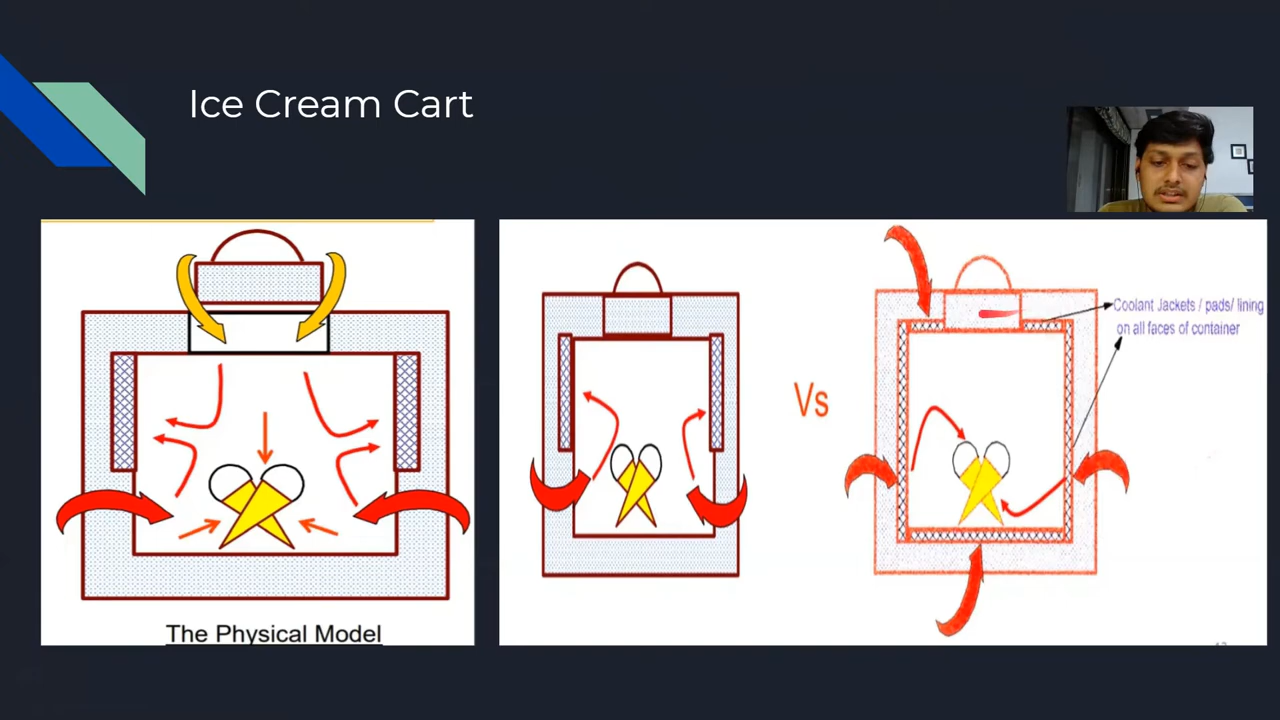 Ice Cream Cart
Coolant Jackets / pads/ lining
on all faces of container
Vs
The Physical Model